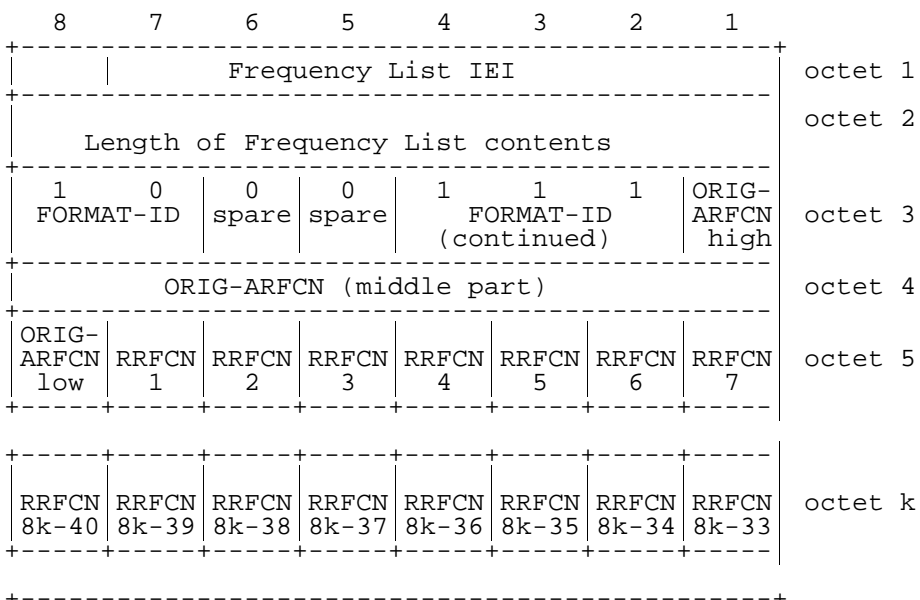 8 7 6 5 4 3 2 1
Frequency List IEI octet 1
octet 2
Length of Frequency List contents
1 0 0 0 1 1 1 ORIG-
FORMAT-ID spare spare FORMAT-ID ARFCN octet 3
(continued) high
ORIG-ARFCN (middle part) octet 4
ORIG-
ARFCN RRFCN RRFCN RRFCN RRFCN RRFCN RRFCN RRFCN octet 5
low 1 2 3 4 5 6 7
RRFCN RRFCN RRFCN RRFCN RRFCN RRFCN RRFCN RRFCN octet k
8k-40 8k-39 8k-38 8k-37 8k-36 8k-35 8k-34 8k-33